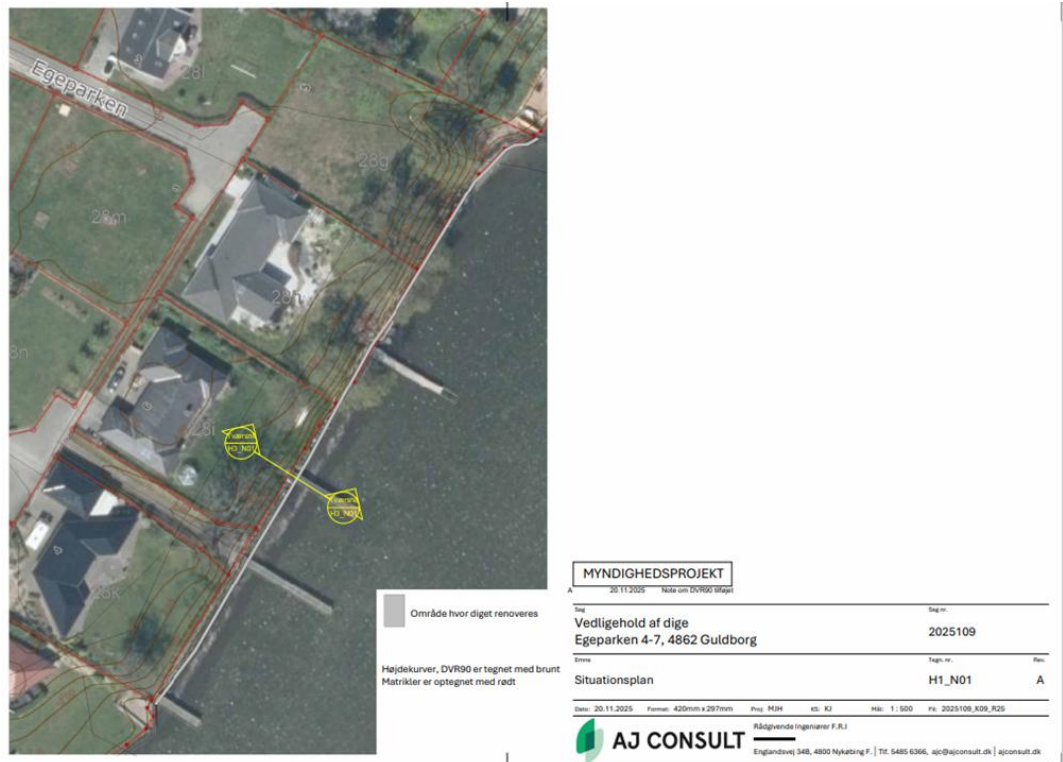 Egeparken
28l
28g
28m
28h
8n
28i
H3_N01
H3_N01
28k
Område hvor diget renoveres
Højdekurver, DVR90 er tegnet med brunt
Matrikler er optegnet med rødt
MYNDIGHEDSPROJEKT
A 20.11.2025 Note om DVR90 tilføjet
Sag Sag nr.
Vedligehold af dige
Egeparken 4-7, 4862 Guldborg 2025109
Emne Tegn. nr. Rev.
Situationsplan H1_N01 A
Dato: 20.11.2025 Format: 420mm x 297mm Proj: MJH KS: KJ Mål: 1 : 500 Fil: 2025109_K09_R25
Rådgivende Ingeniører F.R.I
AJ CONSULT
Englandsvej 34B, 4800 Nykøbing F. | Tlf. 5485 6366, ajc@ajconsult.dk | ajconsult.dk